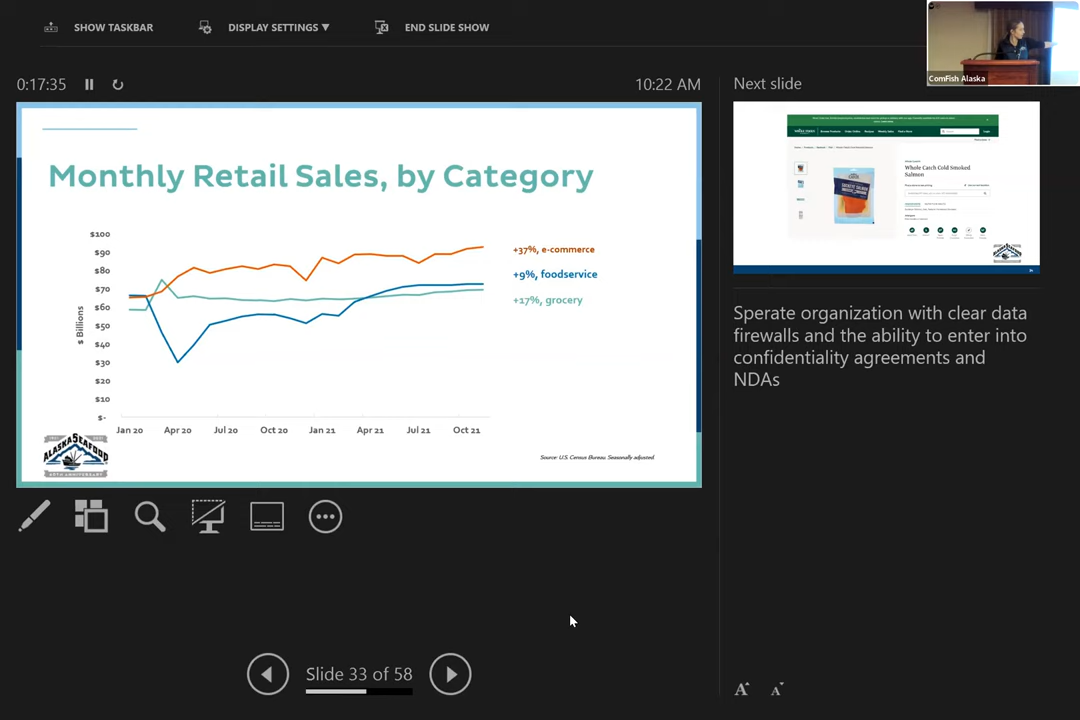 SHOW TASKBAR
DISPLAY SETTINGS ▼
END SLIDE SHOW
ComFish Alaska
0:17:35
10:22 AM
Next slide
Monthly Retail Sales, by Category
$ Billions
$100
$90
$80
$70
$60
$50
$40
$30
$20
$10
$-
Jan 20 Apr 20 Jul 20 Oct 20 Jan 21 Apr 21 Jul 21 Oct 21
+37%, e-commerce
+9%, foodservice
+17%, grocery
ALASKA SEAFOOD
Source: U.S. Census Bureau. Seasonally adjusted
Whole Catch Cold Smoked
Salmon
Sperate organization with clear data
firewalls and the ability to enter into
confidentiality agreements and
NDAs
Slide 33 of 58
A A